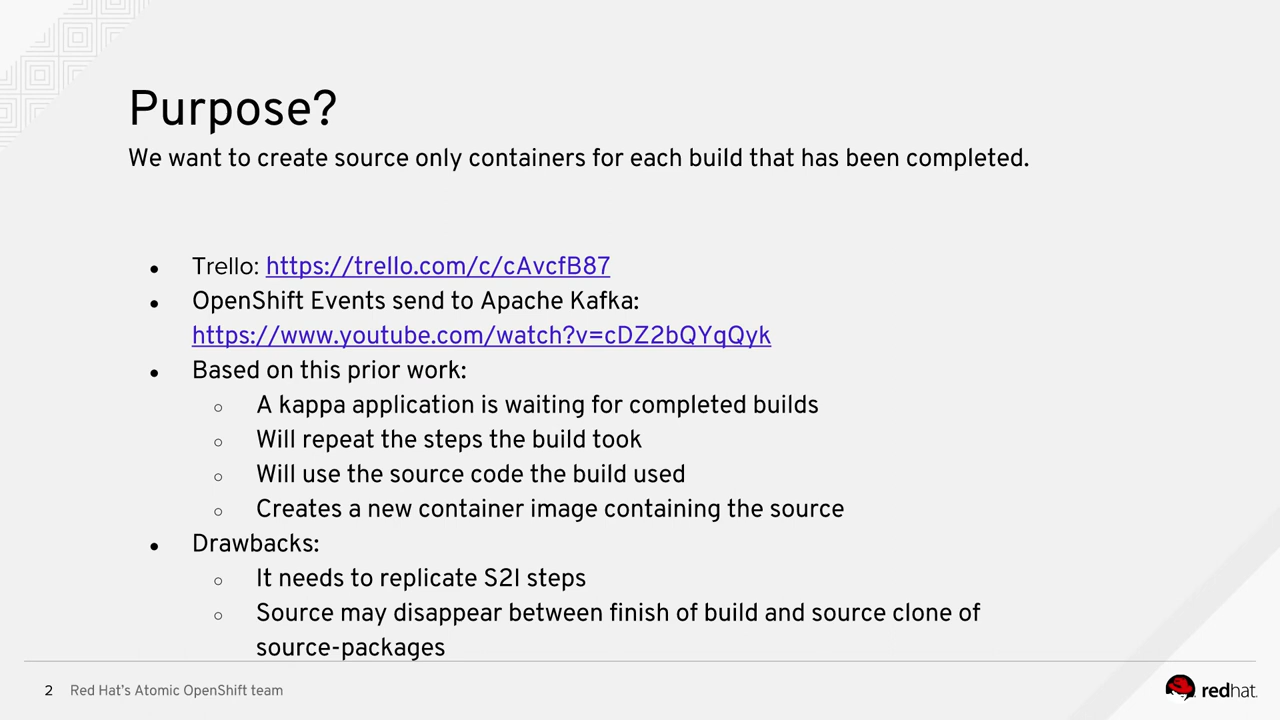 Purpose?
We want to create source only containers for each build that has been completed.
● Trello: https://trello.com/c/cAvcfB87
● OpenShift Events send to Apache Kafka:
https://www.youtube.com/watch?v=cDZ2bQYqQyk
● Based on this prior work:
○ A kappa application is waiting for completed builds
○ Will repeat the steps the build took
○ Will use the source code the build used
○ Creates a new container image containing the source
● Drawbacks:
○ It needs to replicate S2I steps
○ Source may disappear between finish of build and source clone of
source-packages
2 Red Hat's Atomic OpenShift team
redhat.